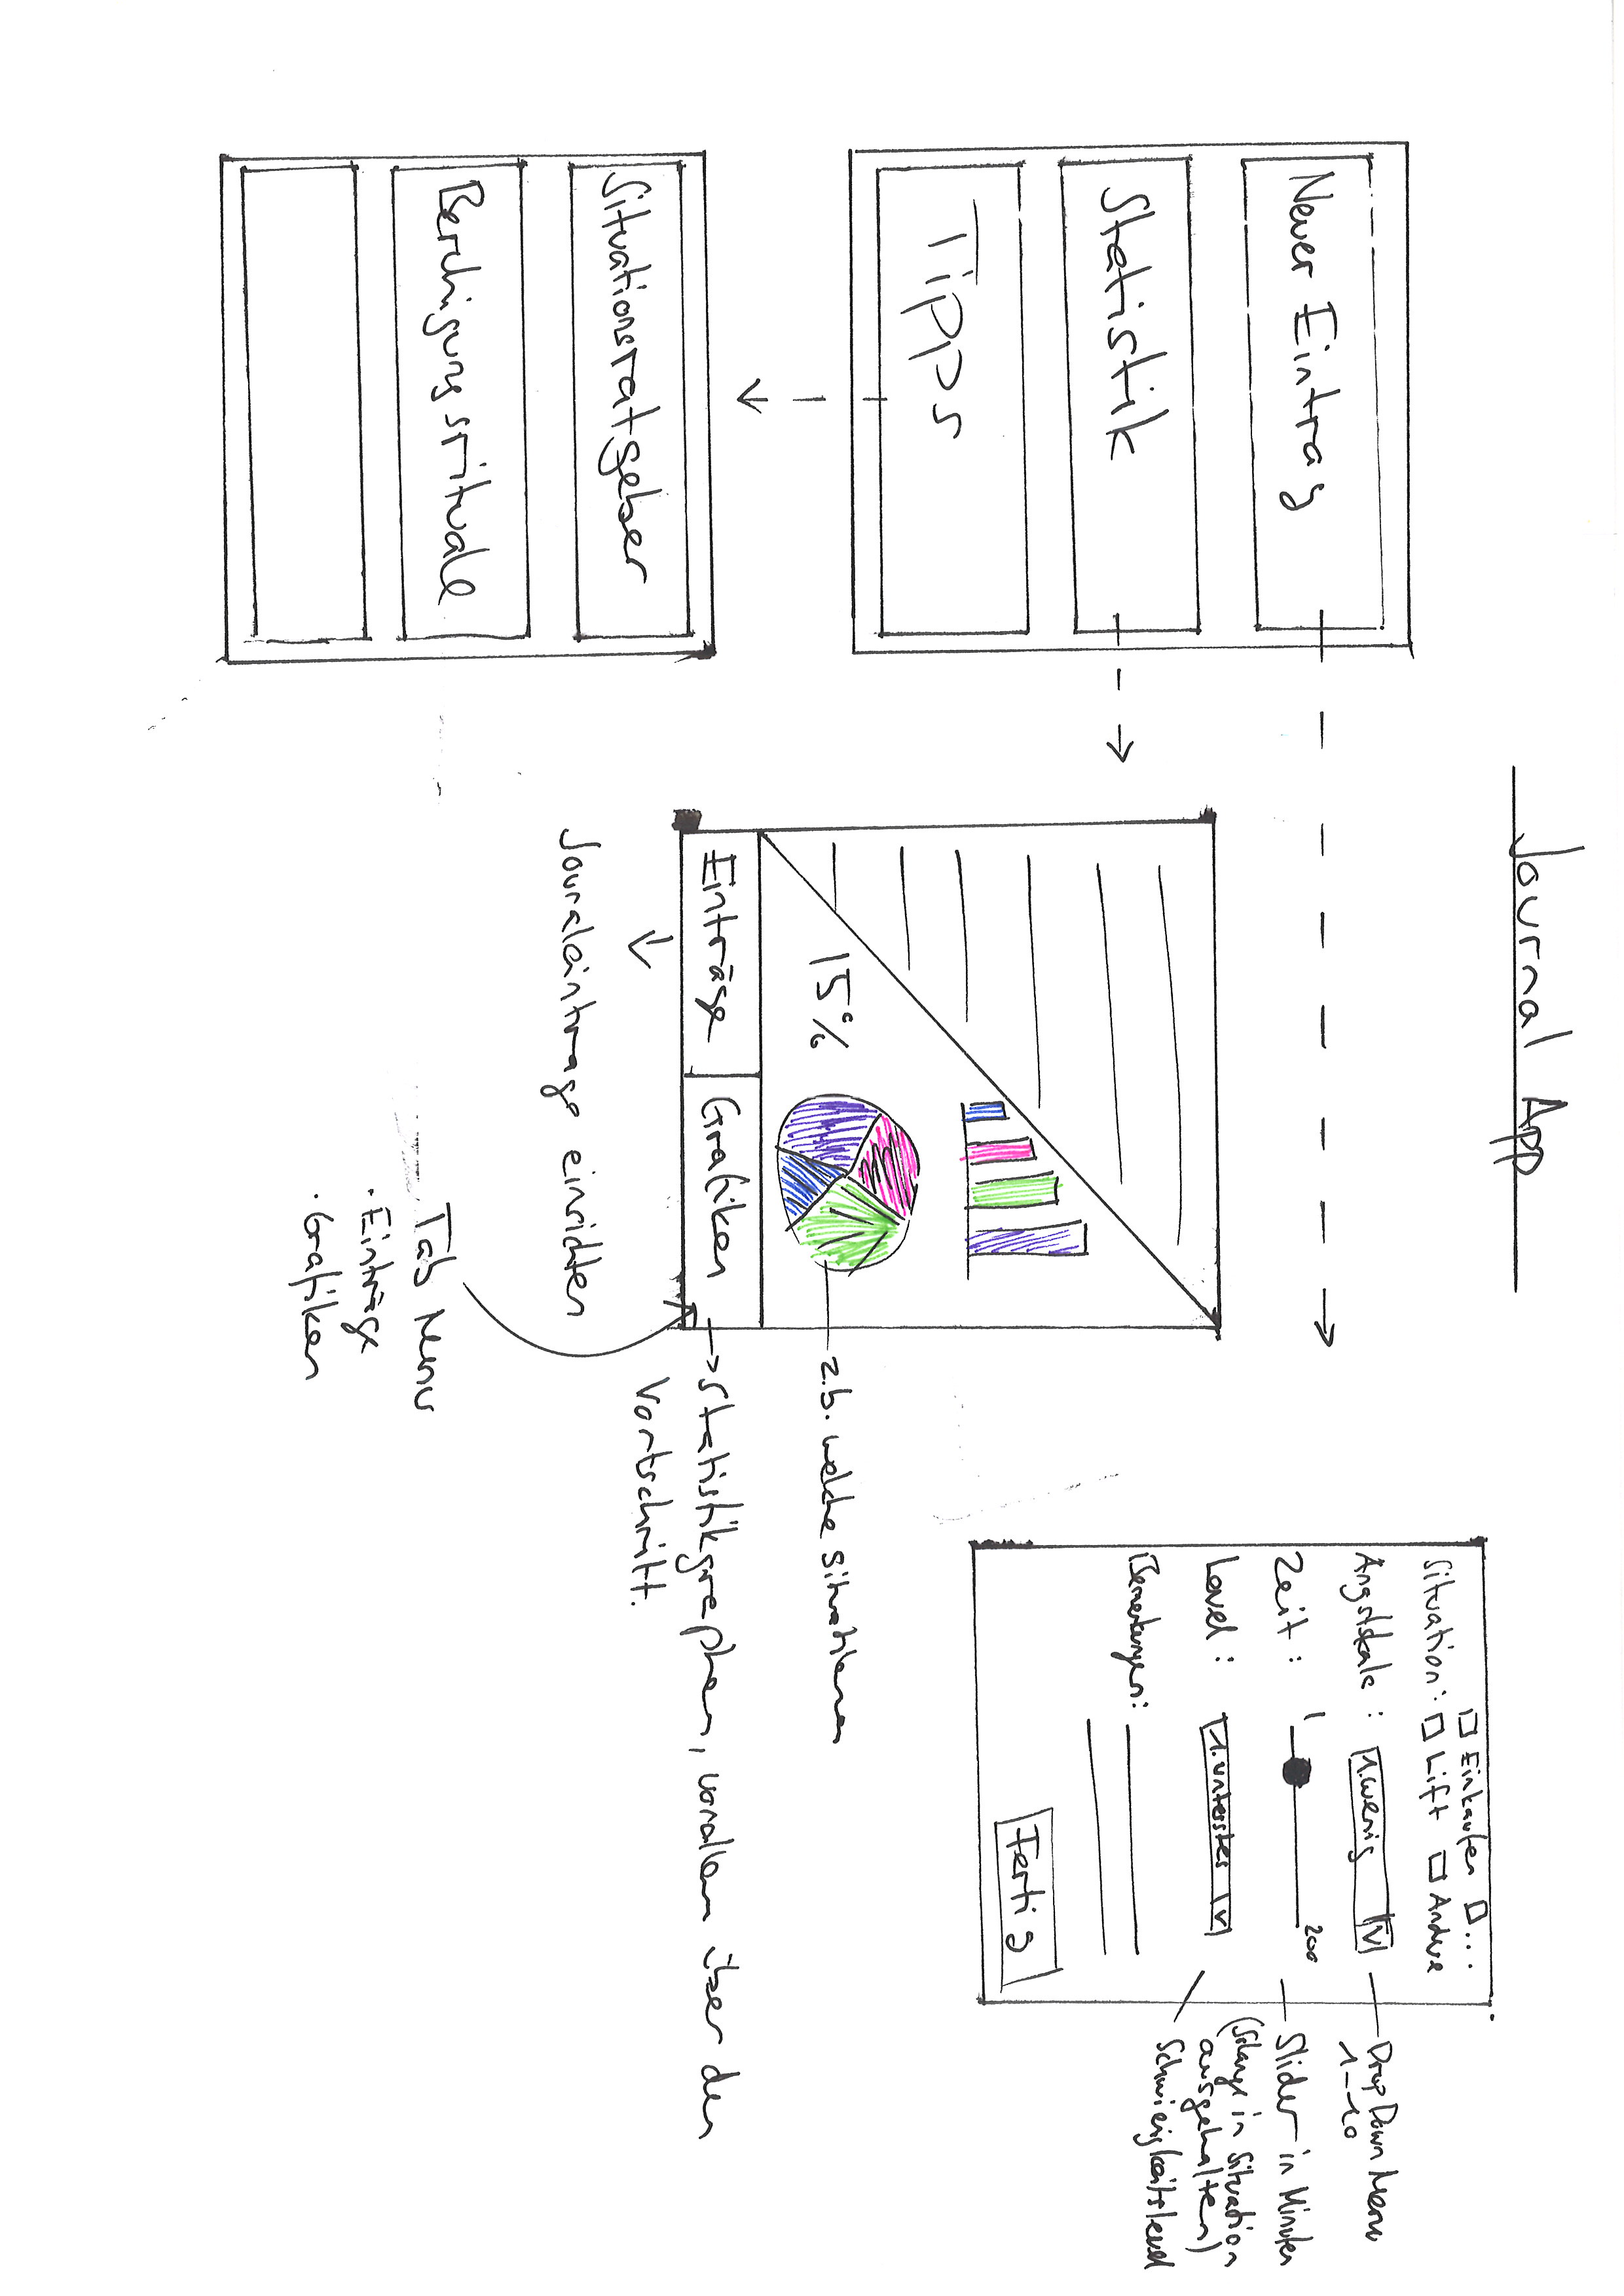 Journal App
Neuer Eintrag
Statistik
Tipps
Situationsratgeber
Beruhigungsrituale
15%
Einträge
Grafiken
z.b. welche Situationen
Statistikgraphen, vorallem über den
Vortschritt.
Jouraleintrage einrichten
Tab Menu
· Einträge
· Grafiken
Einkaufen ...
Situation: Lift Andere
Angstskala : 1. wenig V
Zeit : 1 200
Level : 1. unterstes V
Bemerkungen:
Fertig
Drop Down Menu
1-10
Slider in Minuten
(Solange in Situation
ausgehalten)
Schwierigkeitslevel